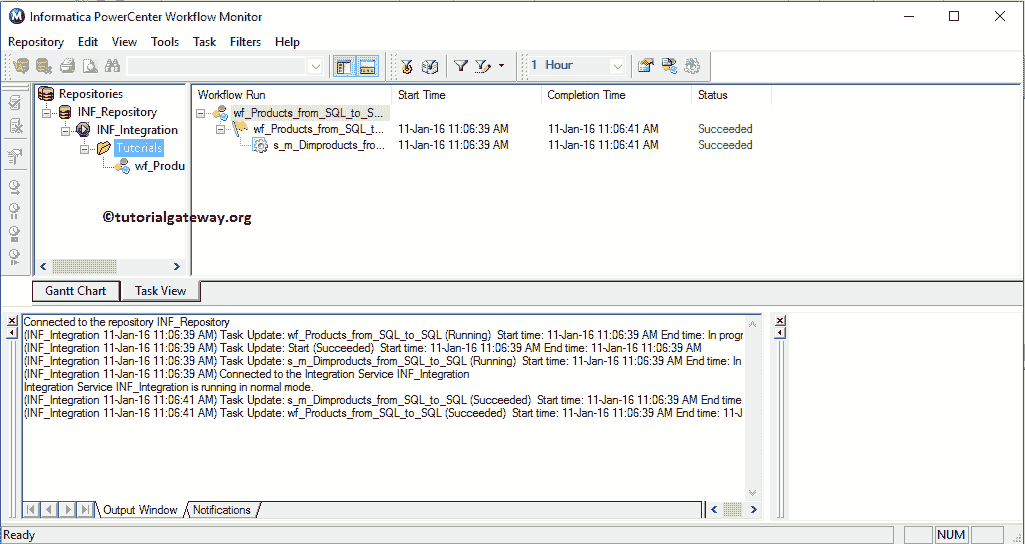 Informatica PowerCenter Workflow Monitor
Repository Edit View Tools Task Filters Help
1 Hour
Repositories
INF_Repository
INF_Integration
Tutorials
wf_Produ
©tutorialgateway.org
Workflow Run Start Time Completion Time Status
wf_Products_from_SQL_to_S...
wf_Products_from_SQL_t... 11-Jan-16 11:06:39 AM 11-Jan-16 11:06:41 AM Succeeded
s_m_Dimproducts_fro... 11-Jan-16 11:06:39 AM 11-Jan-16 11:06:41 AM Succeeded
Gantt Chart Task View
Connected to the repository INF_Repository
(INF_Integration 11-Jan-16 11:06:39 AM) Task Update: wf_Products_from_SQL_to_SQL (Running) Start time: 11-Jan-16 11:06:39 AM End time: In progr
(INF_Integration 11-Jan-16 11:06:39 AM) Task Update: Start (Succeeded) Start time: 11-Jan-16 11:06:39 AM End time: 11-Jan-16 11:06:39 AM
(INF_Integration 11-Jan-16 11:06:39 AM) Task Update: s_m_Dimproducts_from_SQL_to_SQL (Running) Start time: 11-Jan-16 11:06:39 AM End time: In
(INF_Integration 11-Jan-16 11:06:39 AM) Connected to the Integration Service INF_Integration
Integration Service INF_Integration is running in normal mode.
(INF_Integration 11-Jan-16 11:06:41 AM) Task Update: s_m_Dimproducts_from_SQL_to_SQL (Succeeded) Start time: 11-Jan-16 11:06:39 AM End time
(INF_Integration 11-Jan-16 11:06:41 AM) Task Update: wf_Products_from_SQL_to_SQL (Succeeded) Start time: 11-Jan-16 11:06:39 AM End time: 11-J
Output Window Notifications
Ready NUM